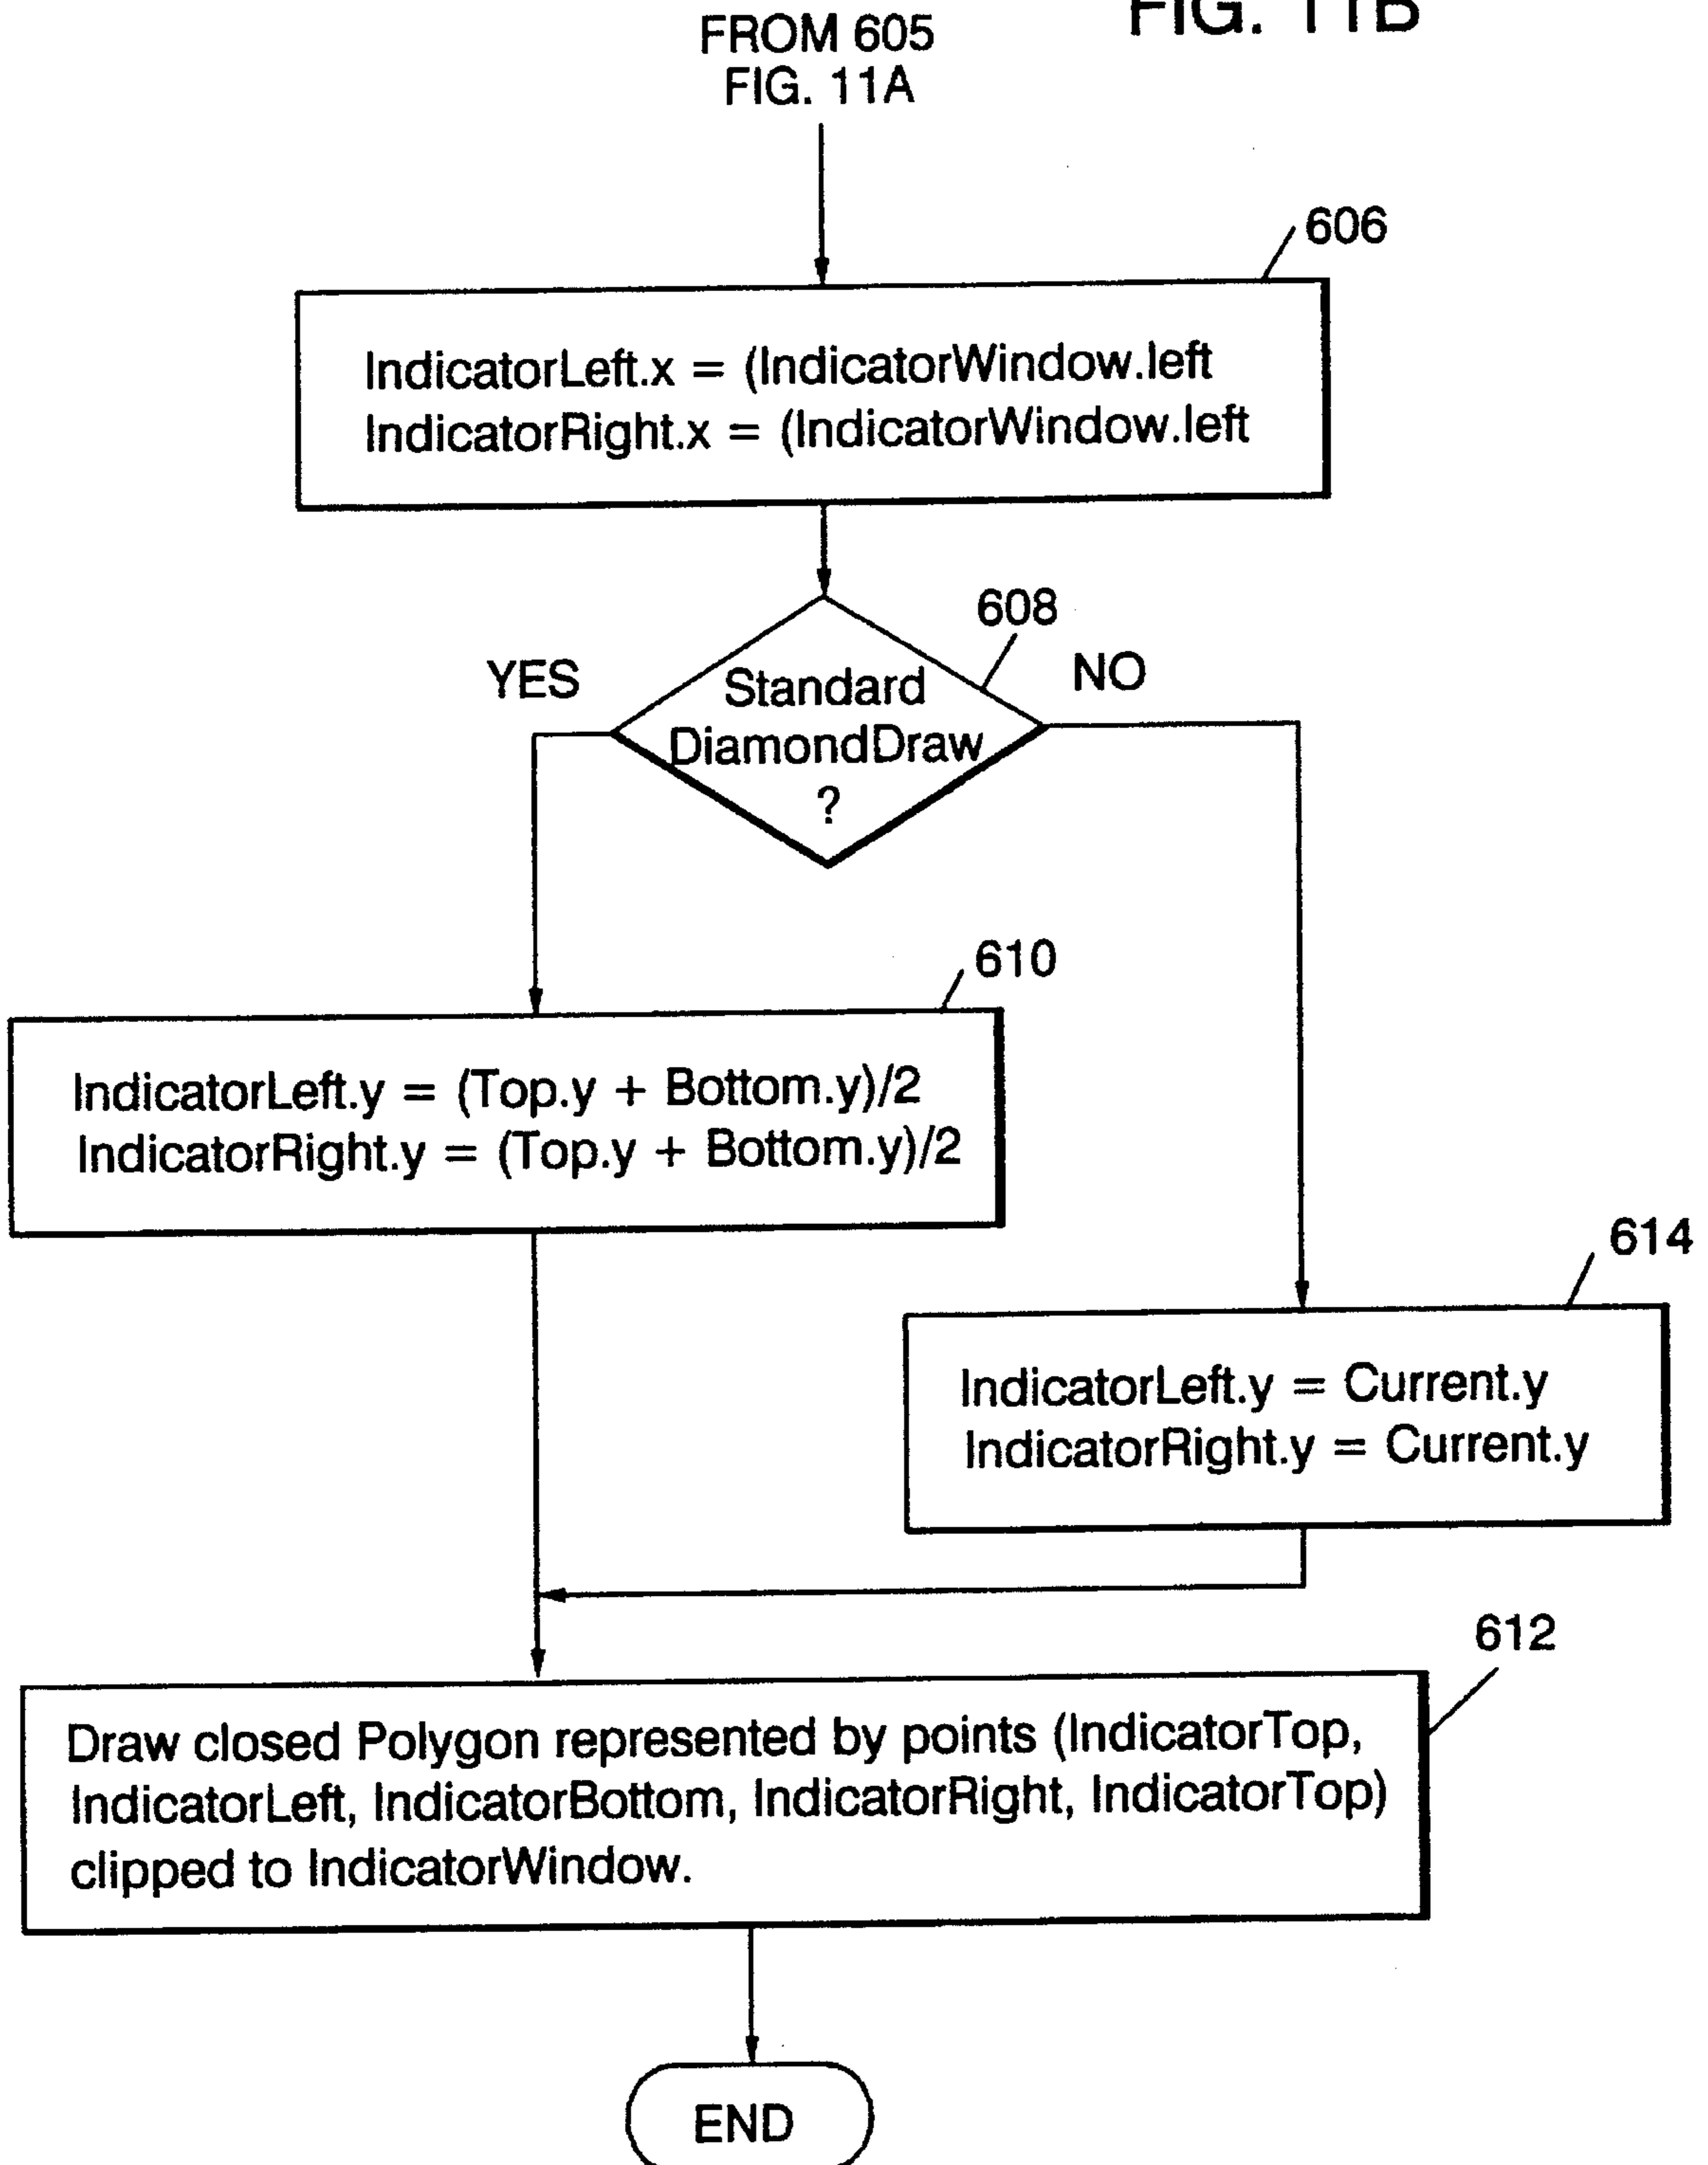 FIG. 11B
FROM 605
FIG. 11A
606
IndicatorLeft.x = (IndicatorWindow.left
IndicatorRight.x = (IndicatorWindow.left
608
YES
NO
Standard
DiamondDraw
?
610
IndicatorLeft.y = (Top.y + Bottom.y)/2
IndicatorRight.y = (Top.y + Bottom.y)/2
614
IndicatorLeft.y = Current.y
IndicatorRight.y = Current.y
612
Draw closed Polygon represented by points (IndicatorTop,
IndicatorLeft, IndicatorBottom, IndicatorRight, IndicatorTop)
clipped to IndicatorWindow.
END